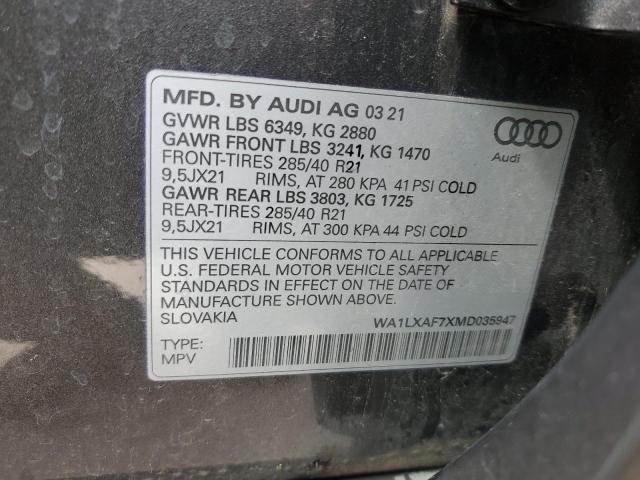 MFD. BY AUDI AG 03 21
GVWR LBS 6349, KG 2880
GAWR FRONT LBS 3241, KG 1470
FRONT-TIRES 285/40 R21
9,5JX21 RIMS, AT 280 KPA 41 PSI COLD
GAWR REAR LBS 3803, KG 1725
REAR-TIRES 285/40 R21
9,5JX21 RIMS, AT 300 KPA 44 PSI COLD
Audi
THIS VEHICLE CONFORMS TO ALL APPLICABLE
U.S. FEDERAL MOTOR VEHICLE SAFETY
STANDARDS IN EFFECT ON THE DATE OF
MANUFACTURE SHOWN ABOVE.
SLOVAKIA
WA1LXAF7XMD035947
TYPE:
MPV